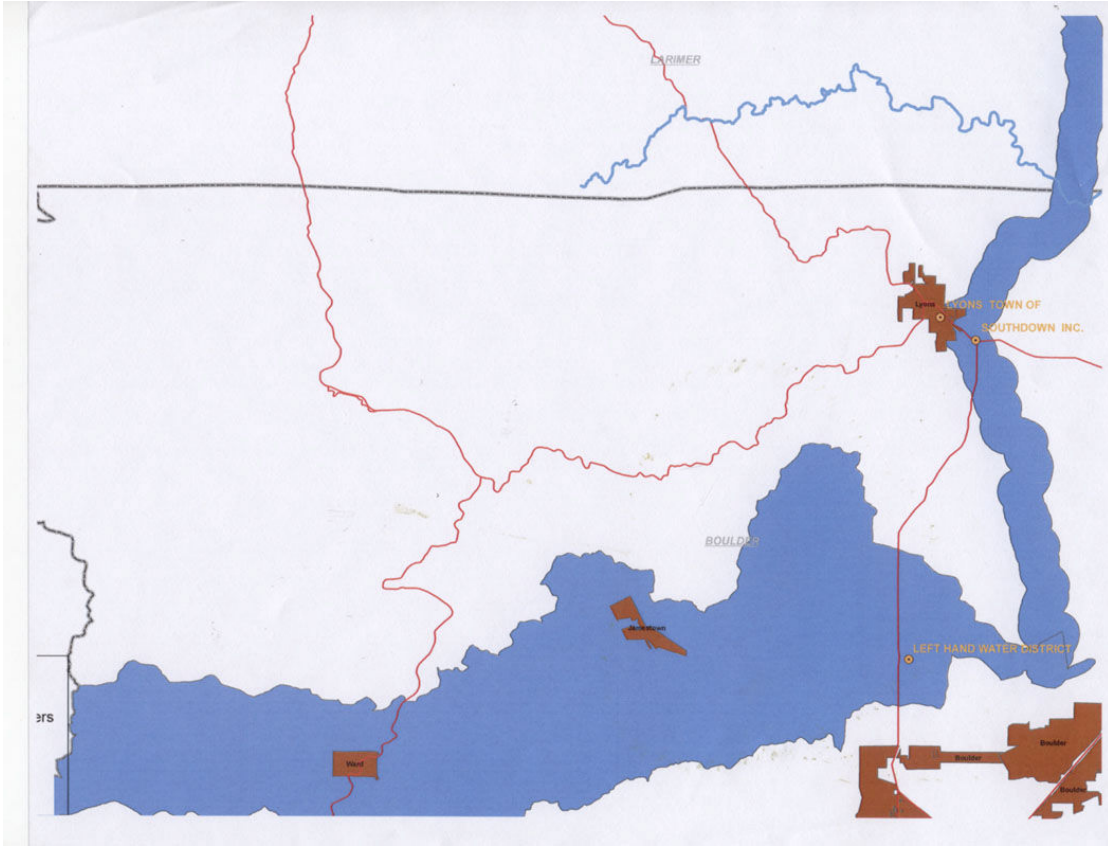 LARIMER
Lyons
LYONS TOWN OF
SOUTHDOWN INC.
BOULDER
Jamestown
LEFT HAND WATER DISTRICT
ers
Ward
Boulder
Boulder
Boulder